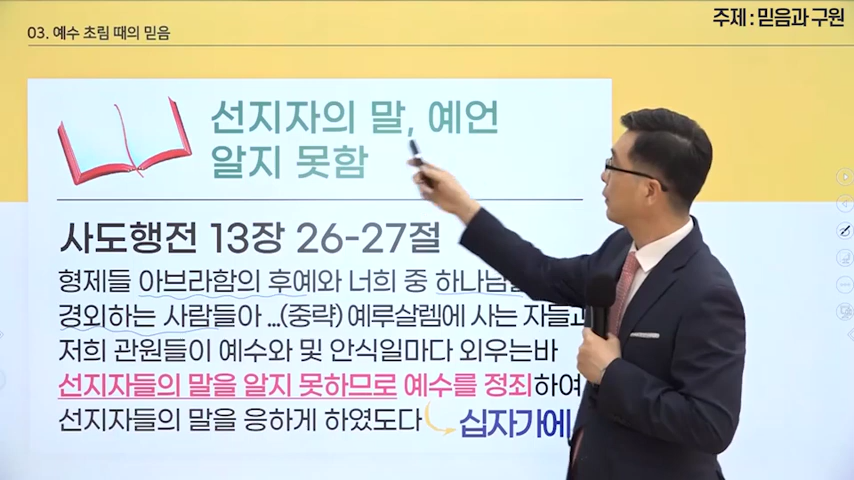 03. 예수 초림 때의 믿음
주제 : 믿음과 구원
선지자의 말, 예언
알지 못함
사도행전 13장 26-27절
형제들 아브라함의 후예와 너희 중 하나님
경외하는 사람들아 ...(중략) 예루살렘에 사는 자들과
저희 관원들이 예수와 및 안식일마다 외우는바
선지자들의 말을 알지 못하므로 예수를 정죄하여
선지자들의 말을 응하게 하였도다 십자가에